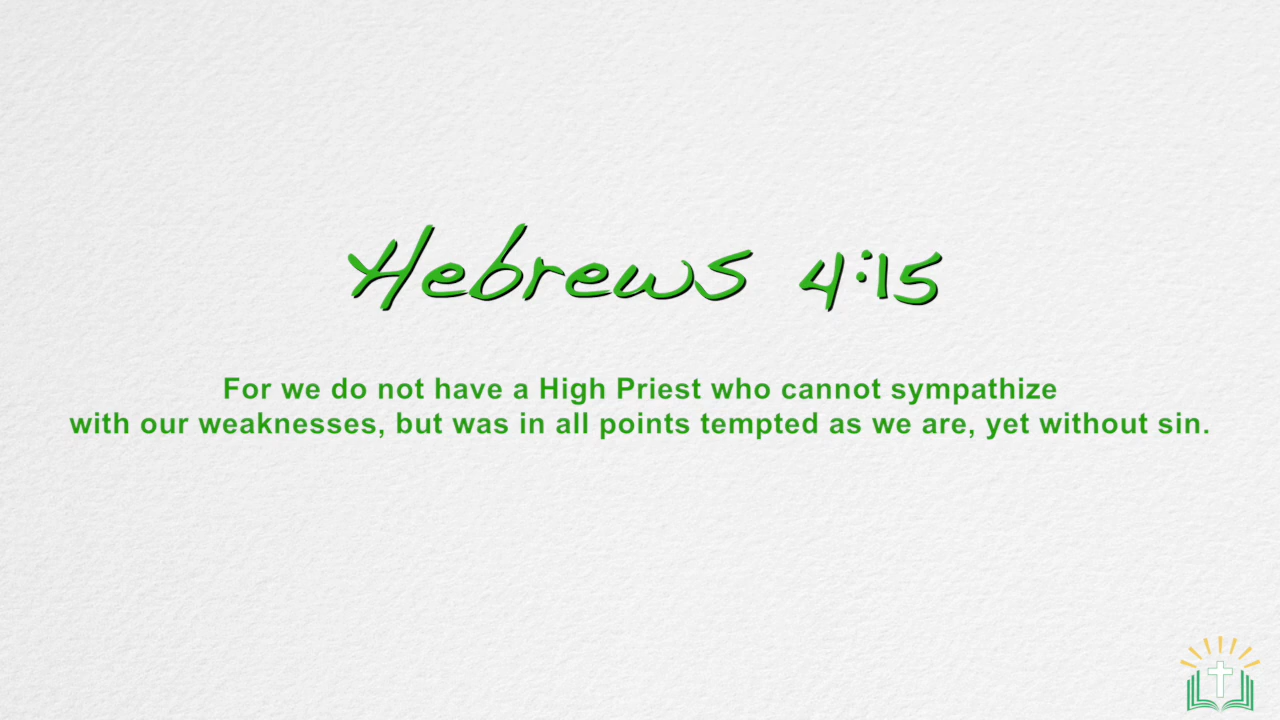 Hebrews 4:15
For we do not have a High Priest who cannot sympathize
with our weaknesses, but was in all points tempted as we are, yet without sin.